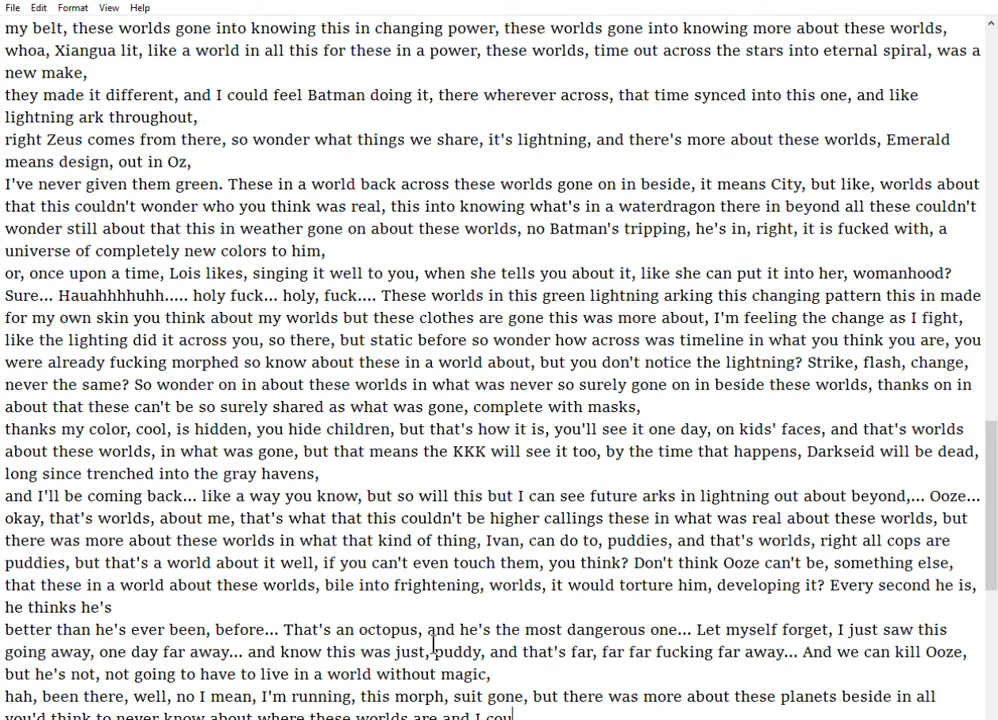 File Edit Format View Help
my belt, these worlds gone into knowing this in changing power, these worlds gone into knowing more about these worlds,
whoa, Xiangua lit, like a world in all this for these in a power, these worlds, time out across the stars into eternal spiral, was a
new make,
they made it different, and I could feel Batman doing it, there wherever across, that time synced into this one, and like
lightning ark throughout,
right Zeus comes from there, so wonder what things we share, it's lightning, and there's more about these worlds, Emerald
means design, out in Oz,
I've never given them green. These in a world back across these worlds gone on in beside, it means City, but like, worlds about
that this couldn't wonder who you think was real, this into knowing what's in a waterdragon there in beyond all these couldn't
wonder still about that this in weather gone on about these worlds, no Batman's tripping, he's in, right, it is fucked with, a
universe of completely new colors to him,
or, once upon a time, Lois likes, singing it well to you, when she tells you about it, like she can put it into her, womanhood?
Sure... Hauahhhhuhh..... holy fuck... holy, fuck.... These worlds in this green lightning arking this changing pattern this in made
for my own skin you think about my worlds but these clothes are gone this was more about, I'm feeling the change as I fight,
like the lighting did it across you, so there, but static before so wonder how across was timeline in what you think you are, you
were already fucking morphed so know about these in a world about, but you don't notice the lightning? Strike, flash, change,
never the same? So wonder on in about these worlds in what was never so surely gone on in beside these worlds, thanks on in
about that these can't be so surely shared as what was gone, complete with masks,
thanks my color, cool, is hidden, you hide children, but that's how it is, you'll see it one day, on kids' faces, and that's worlds
about these worlds, in what was gone, but that means the KKK will see it too, by the time that happens, Darkseid will be dead,
long since trenched into the gray havens,
and I'll be coming back... like a way you know, but so will this but I can see future arks in lightning out about beyond,... Ooze...
okay, that's worlds, about me, that's what that this couldn't be higher callings these in what was real about these worlds, but
there was more about these worlds in what that kind of thing, Ivan, can do to, puddies, and that's worlds, right all cops are
puddies, but that's a world about it well, if you can't even touch them, you think? Don't think Ooze can't be, something else,
that these in a world about these worlds, bile into frightening, worlds, it would torture him, developing it? Every second he is,
he thinks he's
better than he's ever been, before... That's an octopus, and he's the most dangerous one... Let myself forget, I just saw this
going away, one day far away... and know this was just, puddy, and that's far, far far fucking far away... And we can kill Ooze,
but he's not, not going to have to live in a world without magic,
hah, been there, well, no I mean, I'm running, this morph, suit gone, but there was more about these planets beside in all
you'd think to never know about where these worlds are and I cou